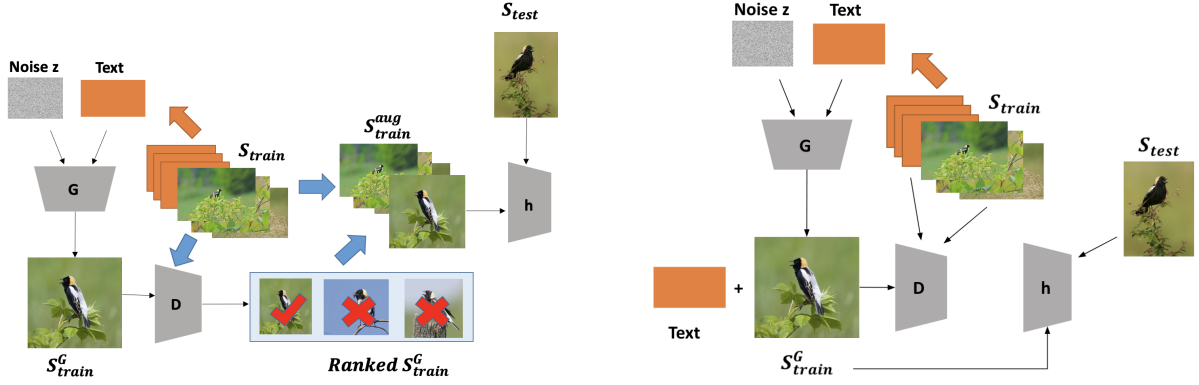 S_test
Noise z
Text
S_train
S_train^aug
G
h
D
S_train^G
Ranked S_train^G
Noise z
Text
S_train
G
S_test
D
h
+
Text
S_train^G